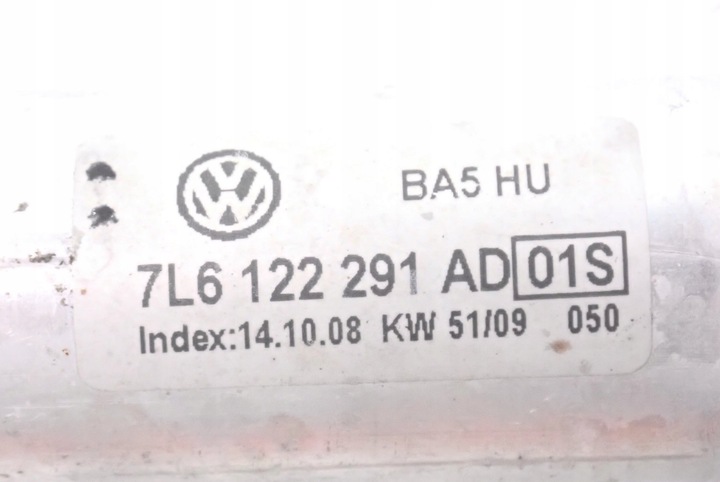 BA5 HU
7L6 122 291 AD 01S
Index:14.10.08 KW 51/09 050